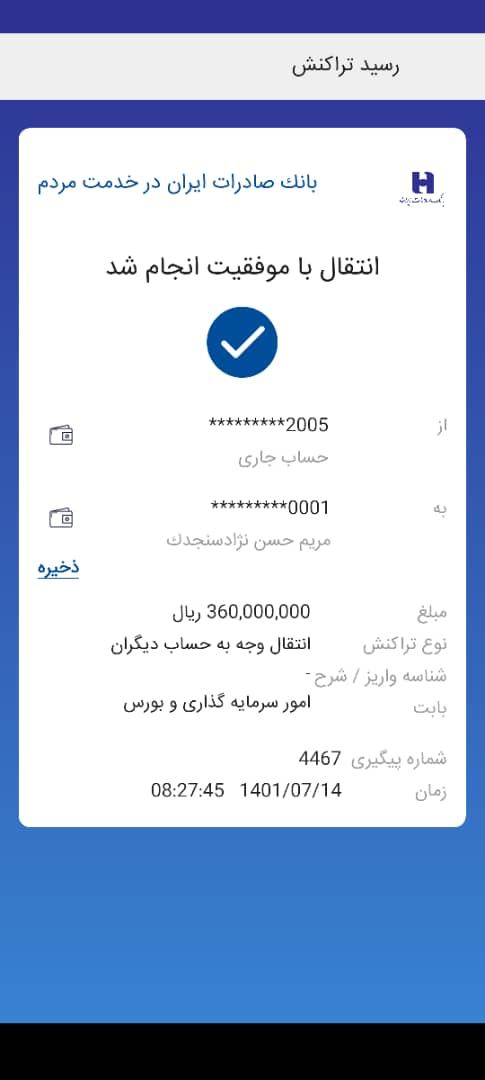 رسید تراکنش
بانك صادرات ایران در خدمت مردم
بانک صادرات ایران
انتقال با موفقیت انجام شد
از *********2005
حساب جاری
به *********0001
مریم حسن نژادسنجدك
ذخیره
مبلغ 360,000,000 ریال
نوع تراکنش انتقال وجه به حساب دیگران
شناسه واریز / شرح -
بابت امور سرمایه گذاری و بورس
شماره پیگیری 4467
زمان 1401/07/14 08:27:45